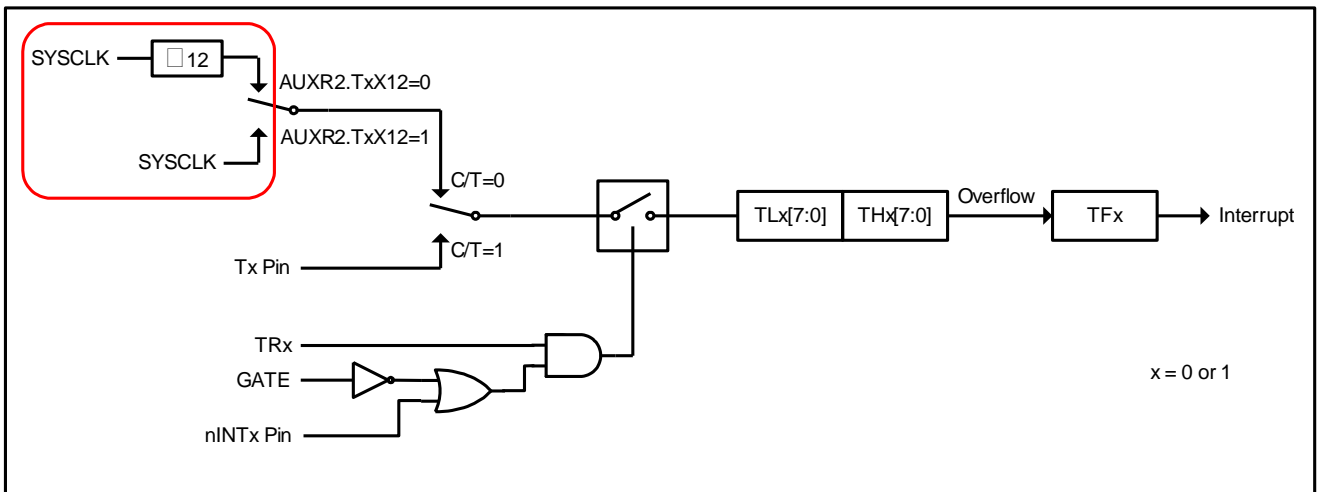 SYSCLK
□12
AUXR2.TxX12=0
AUXR2.TxX12=1
SYSCLK
C/T=0
C/T=1
Tx Pin
TLx[7:0]
THx[7:0]
Overflow
TFx
Interrupt
TRx
GATE
nINTx Pin
x = 0 or 1